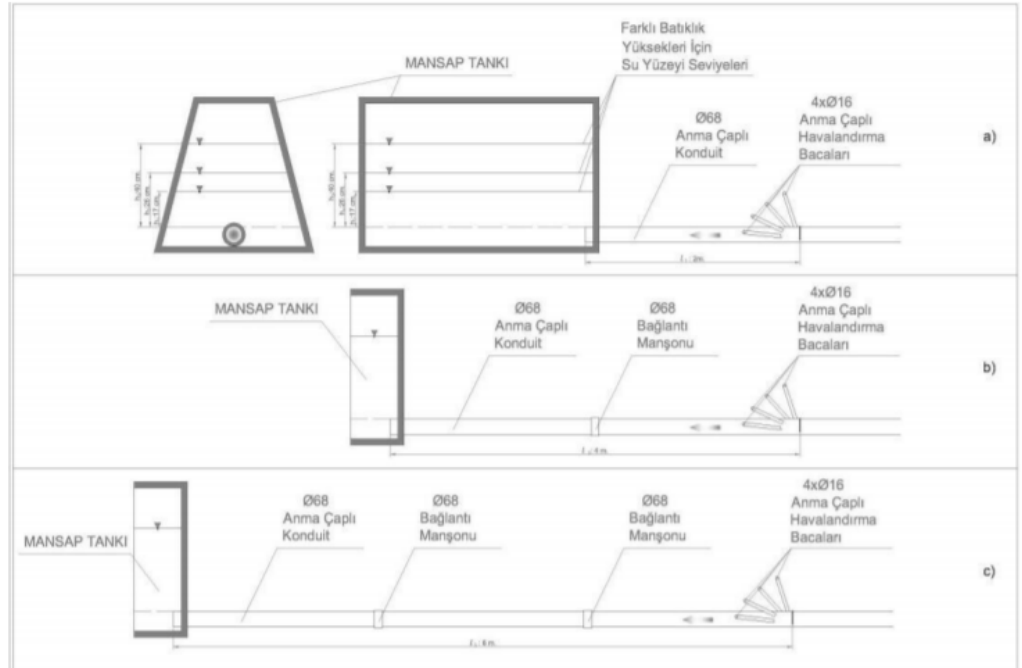 MANSAP TANKI
Farklı Batıklık
Yüksekleri İçin
Su Yüzeyi Seviyeleri
Ø68
Anma Çaplı
Konduit
4xØ16
Anma Çaplı
Havalandırma
Bacaları
a)
MANSAP TANKI
Ø68
Anma Çaplı
Konduit
Ø68
Bağlantı
Manşonu
4xØ16
Anma Çaplı
Havalandırma
Bacaları
b)
MANSAP TANKI
Ø68
Anma Çaplı
Konduit
Ø68
Bağlantı
Manşonu
Ø68
Bağlantı
Manşonu
4xØ16
Anma Çaplı
Havalandırma
Bacaları
c)